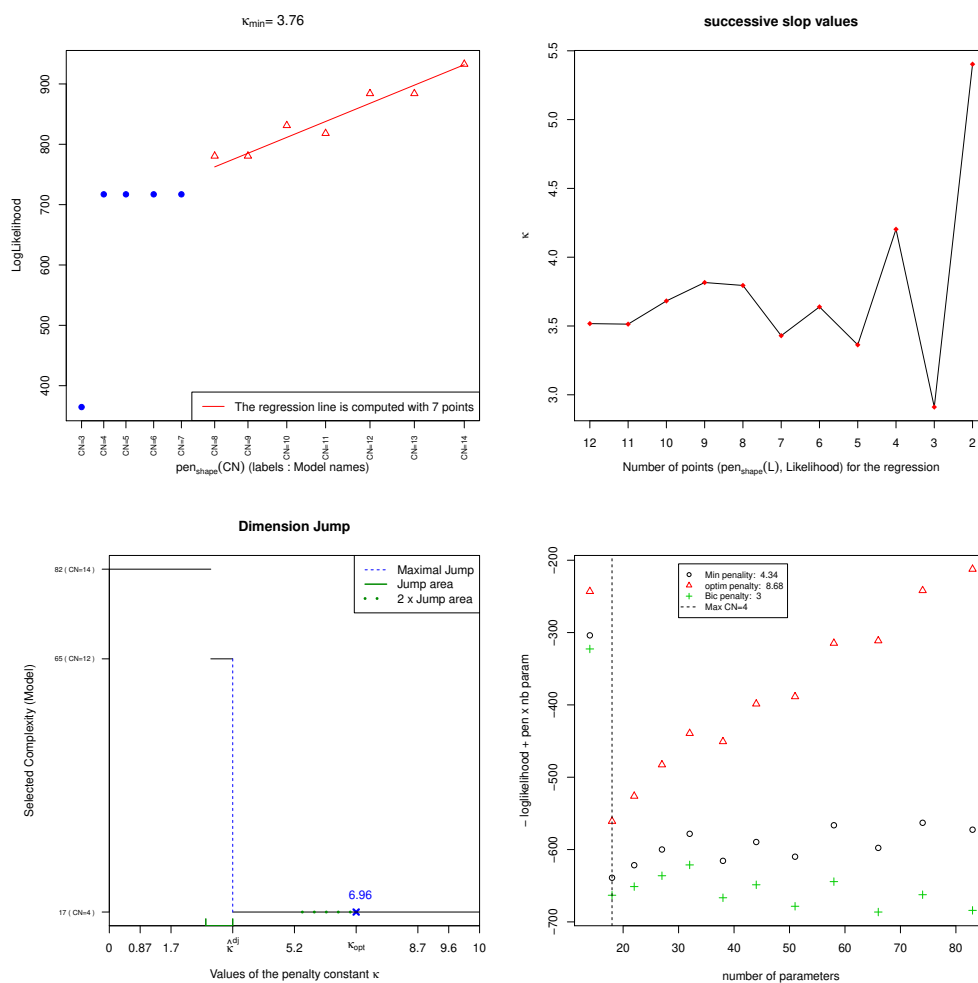 κmin= 3.76
LogLikelihood
900
800
700
600
500
400
The regression line is computed with 7 points
CN=3
CN=4
CN=5
CN=6
CN=7
CN=8
CN=9
CN=10
CN=11
CN=12
CN=13
CN=14
penshape(CN) (labels : Model names)
successive slop values
κ
5.5
5.0
4.5
4.0
3.5
3.0
12 11 10 9 8 7 6 5 4 3 2
Number of points (penshape(L), Likelihood) for the regression
Dimension Jump
Selected Complexity (Model)
82 ( CN=14)
65 ( CN=12)
17 ( CN=4)
Maximal Jump
Jump area
2 x Jump area
6.96
0 0.87 1.7 κ̂dj 5.2 κopt 8.7 9.6 10
Values of the penalty constant κ
− loglikelihood + pen x nb param
−200
−300
−400
−500
−600
−700
Min penality: 4.34
optim penality: 8.68
Bic penality: 3
Max CN=4
20 30 40 50 60 70 80
number of parameters